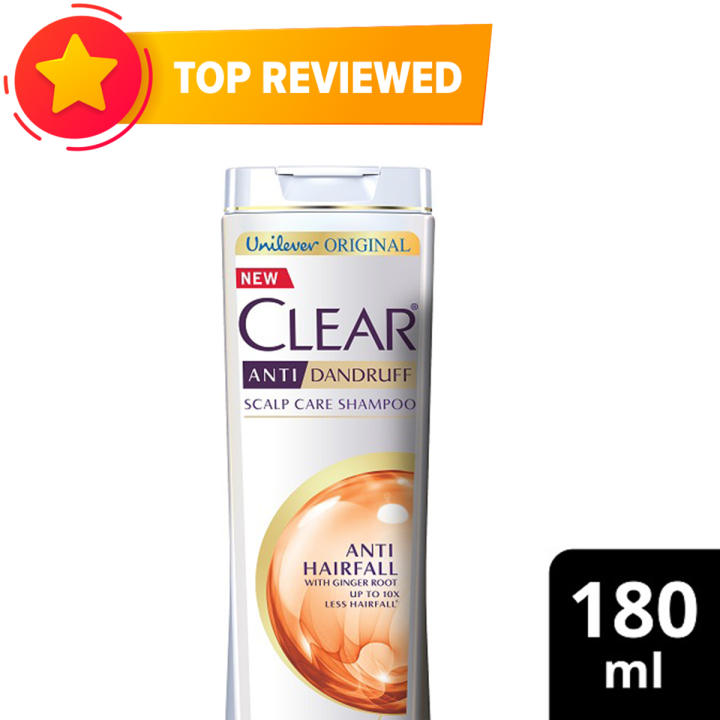 TOP REVIEWED
Unilever ORIGINAL
NEW
CLEAR®
ANTI DANDRUFF
SCALP CARE SHAMPOO
ANTI
HAIRFALL
WITH GINGER ROOT
UP TO 10X
LESS HAIRFALL*
180
ml